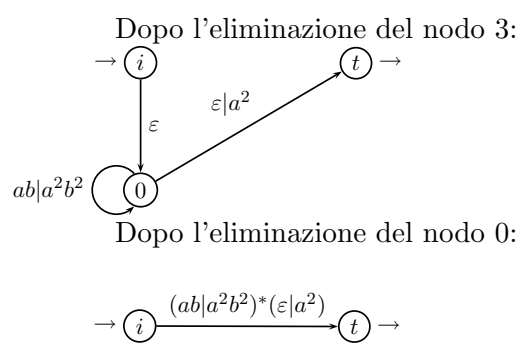 Dopo l'eliminazione del nodo 3:
→ i t →
ε|a²
ε
ab|a²b² 0
Dopo l'eliminazione del nodo 0:
(ab|a²b²)*(ε|a²)
→ i t →